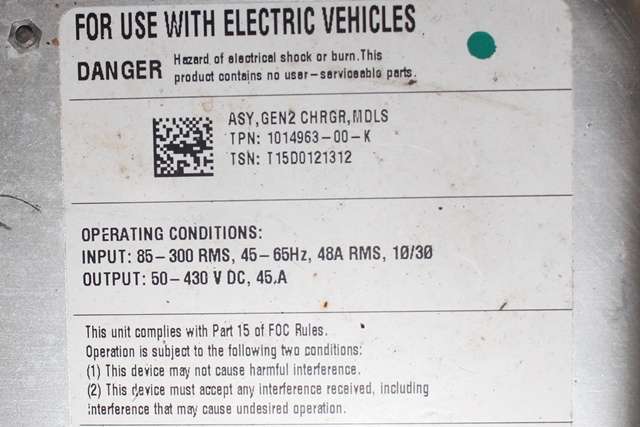 FOR USE WITH ELECTRIC VEHICLES
DANGER Hazard of electrical shock or burn.This
product contains no user-serviceable parts.
ASY,GEN2 CHRGR,MDLS
TPN: 1014963-00-K
TSN: T15D0121312
OPERATING CONDITIONS:
INPUT: 85-300 RMS, 45-65Hz, 48A RMS, 10/30
OUTPUT: 50-430 V DC, 45.A
This unit complies with Part 15 of FCC Rules.
Operation is subject to the following two conditions:
(1) This device may not cause harmful interference.
(2) This device must accept any interference received, including
interference that may cause undesired operation.